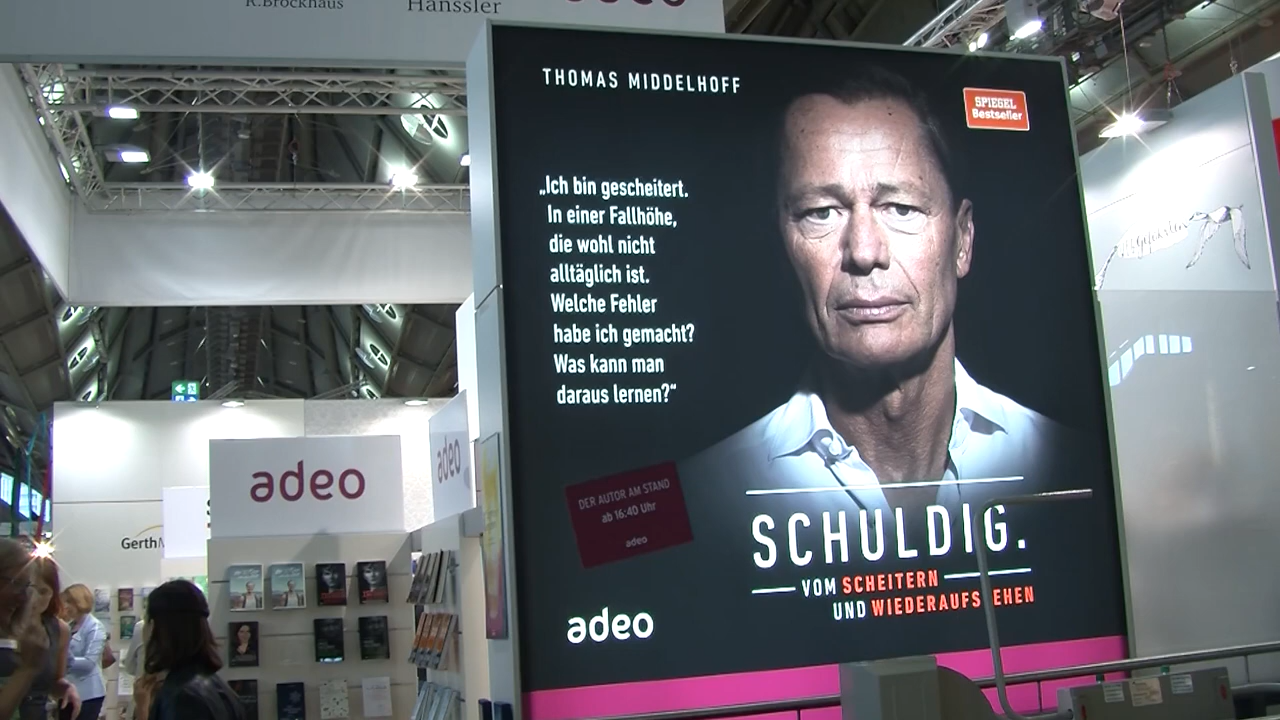 R.Brockhaus
Hänssler
adeo
THOMAS MIDDELHOFF
SPIEGEL
Bestseller
„Ich bin gescheitert.
In einer Fallhöhe,
die wohl nicht
alltäglich ist.
Welche Fehler
habe ich gemacht?
Was kann man
daraus lernen?“
DER AUTOR AM STAND
ab 16:40 Uhr
adeo
SCHULDIG.
VOM SCHEITERN
UND WIEDERAUFSTEHEN
adeo
adeo
adeo
Gerth